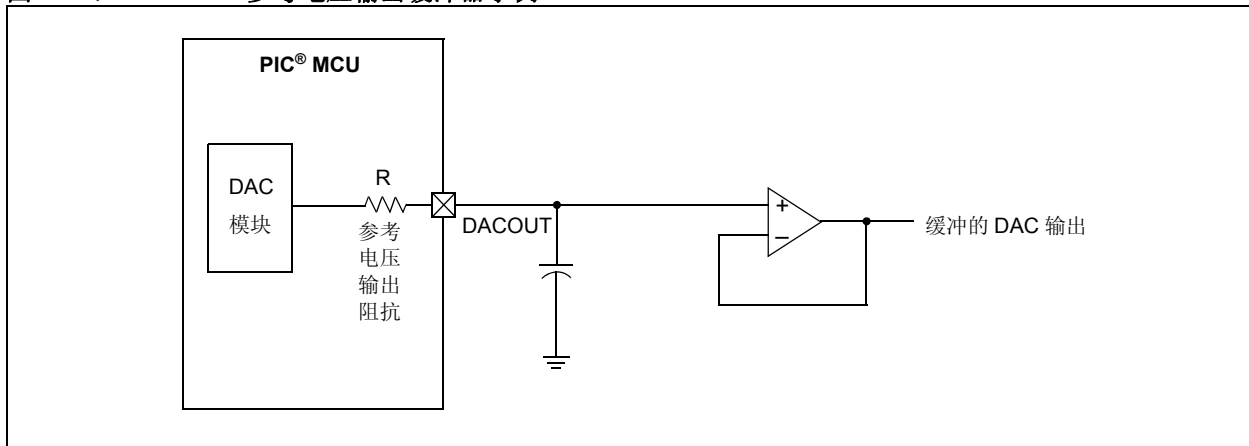 PIC® MCU
DAC
模块
R
参考
电压
输出
阻抗
DACOUT
+
–
缓冲的 DAC 输出